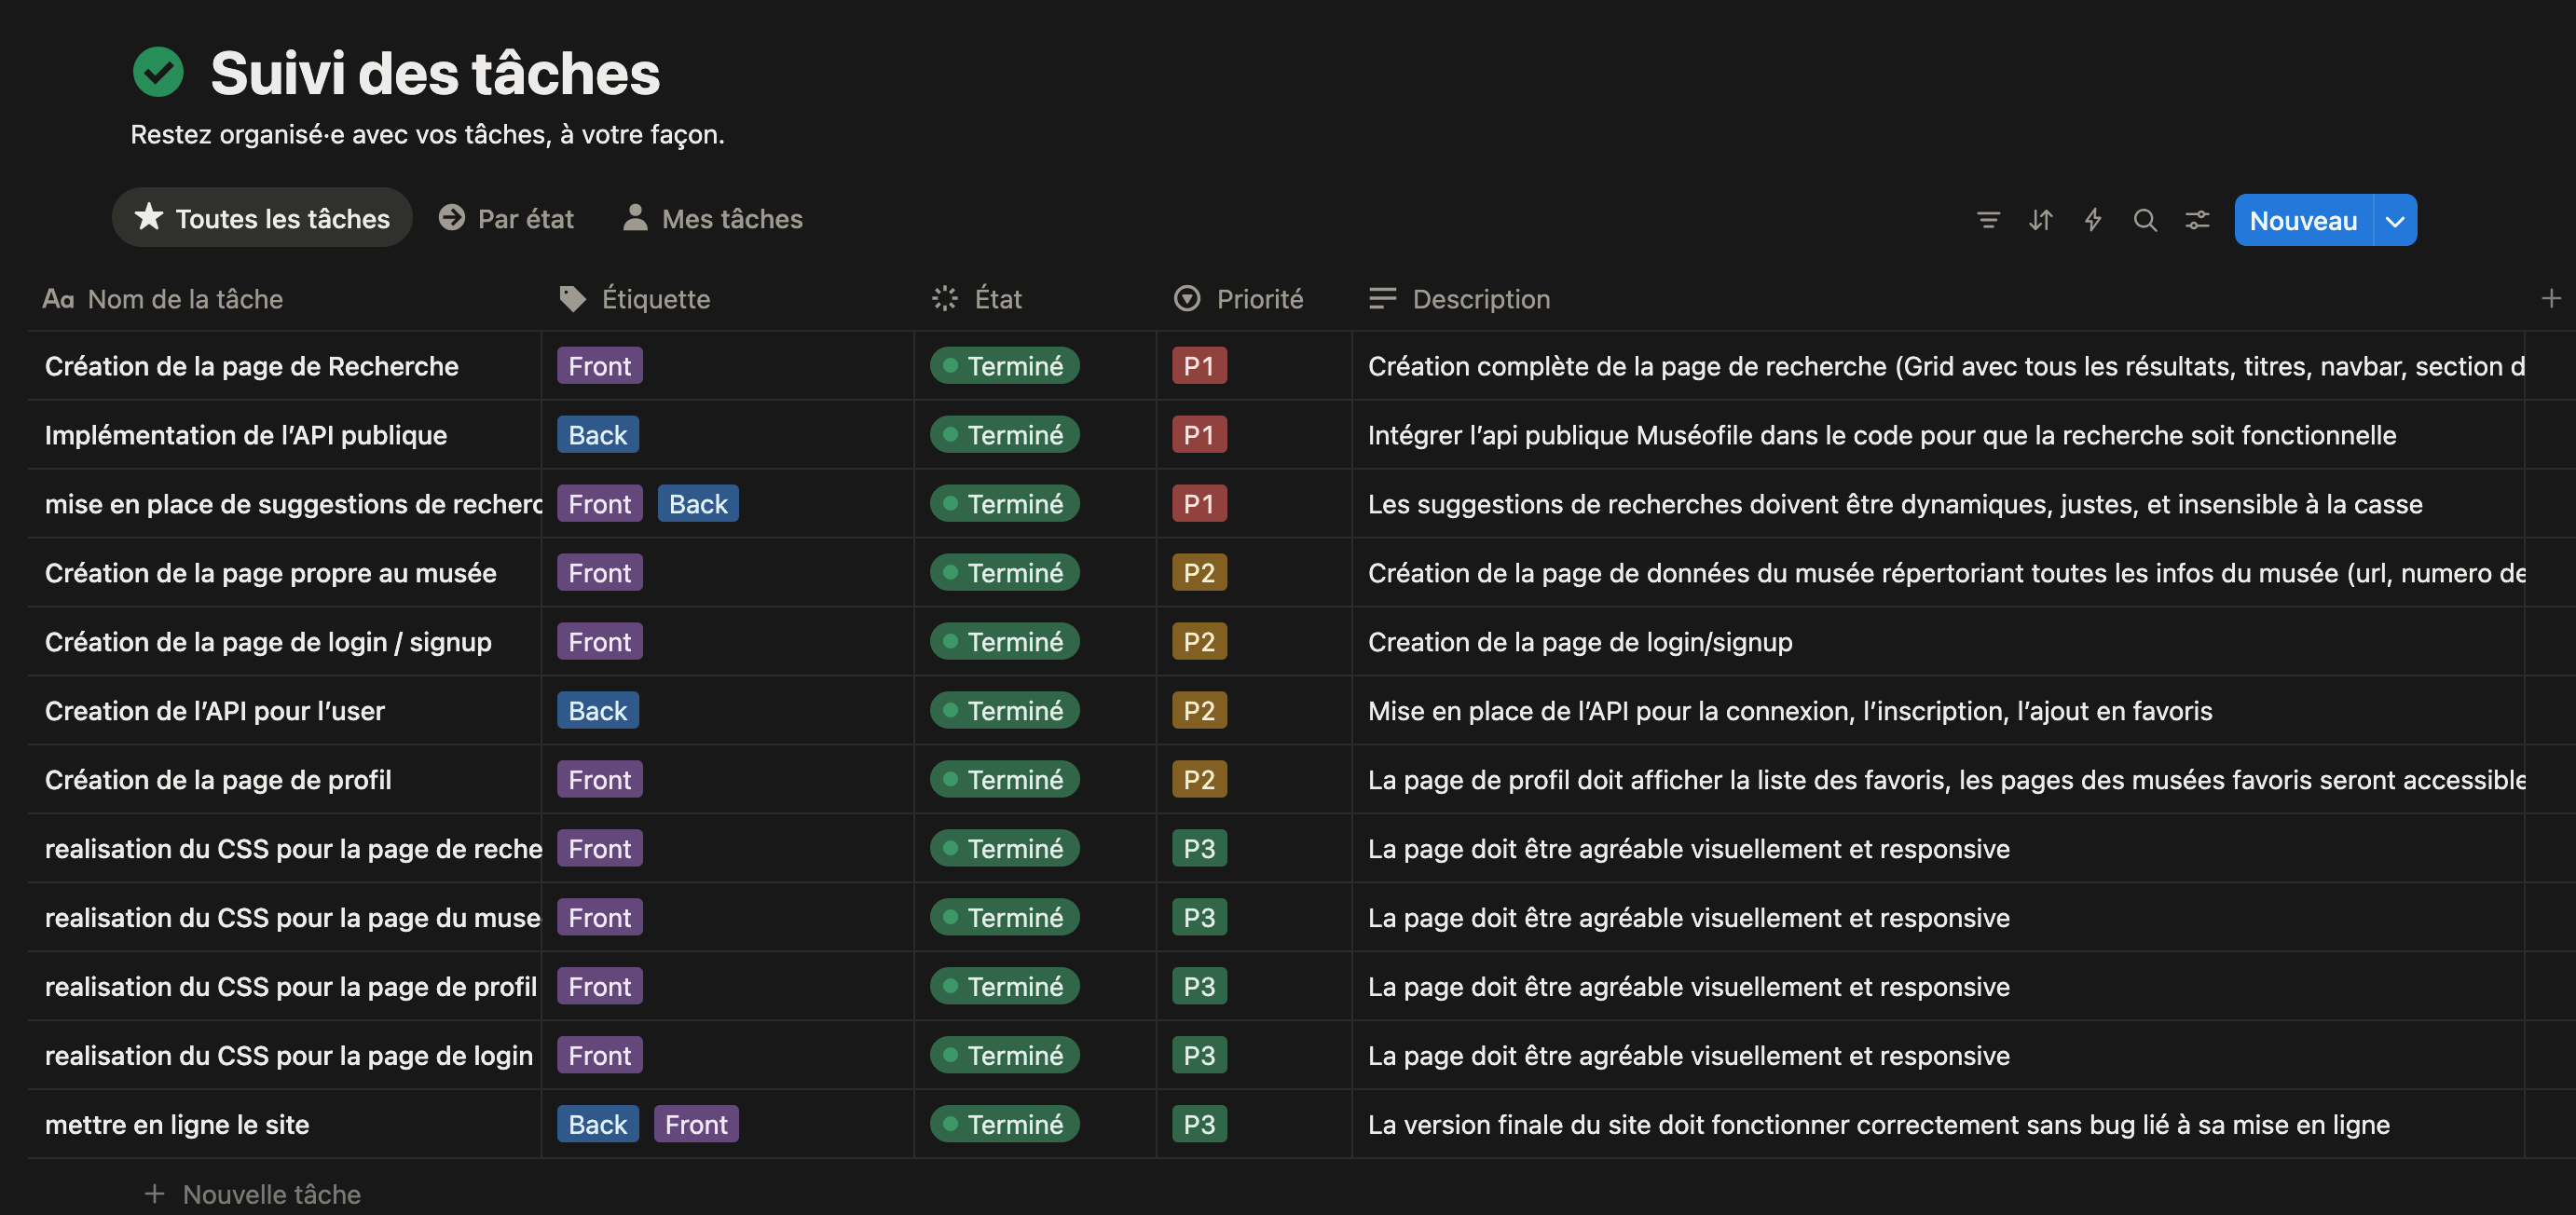 Suivi des tâches
Restez organisé·e avec vos tâches, à votre façon.
Toutes les tâches Par état Mes tâches Nouveau
Aa Nom de la tâche Étiquette État Priorité Description
Création de la page de Recherche Front Terminé P1 Création complète de la page de recherche (Grid avec tous les résultats, titres, navbar, section d
Implémentation de l’API publique Back Terminé P1 Intégrer l’api publique Muséofile dans le code pour que la recherche soit fonctionnelle
mise en place de suggestions de recherc Front Back Terminé P1 Les suggestions de recherches doivent être dynamiques, justes, et insensible à la casse
Création de la page propre au musée Front Terminé P2 Création de la page de données du musée répertoriant toutes les infos du musée (url, numero de
Création de la page de login / signup Front Terminé P2 Creation de la page de login/signup
Creation de l’API pour l’user Back Terminé P2 Mise en place de l’API pour la connexion, l’inscription, l’ajout en favoris
Création de la page de profil Front Terminé P2 La page de profil doit afficher la liste des favoris, les pages des musées favoris seront accessible
realisation du CSS pour la page de reche Front Terminé P3 La page doit être agréable visuellement et responsive
realisation du CSS pour la page du muse Front Terminé P3 La page doit être agréable visuellement et responsive
realisation du CSS pour la page de profil Front Terminé P3 La page doit être agréable visuellement et responsive
realisation du CSS pour la page de login Front Terminé P3 La page doit être agréable visuellement et responsive
mettre en ligne le site Back Front Terminé P3 La version finale du site doit fonctionner correctement sans bug lié à sa mise en ligne
+ Nouvelle tâche